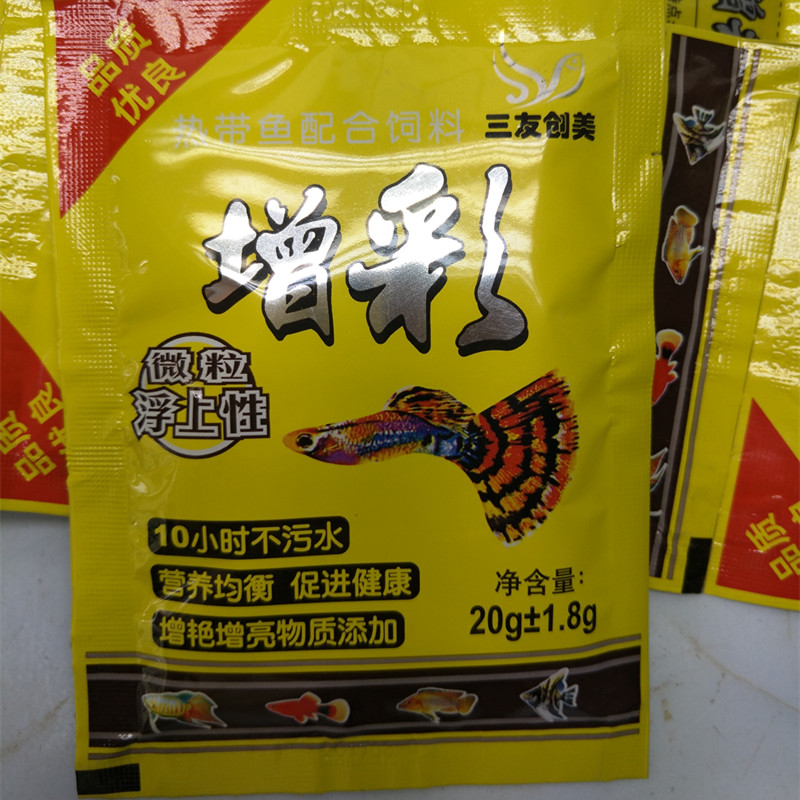 品质
优良
三友创美
热带鱼配合饲料
增彩
微粒
浮上性
10小时不污水
营养均衡 促进健康
增艳增亮物质添加
净含量:
20g±1.8g
品质